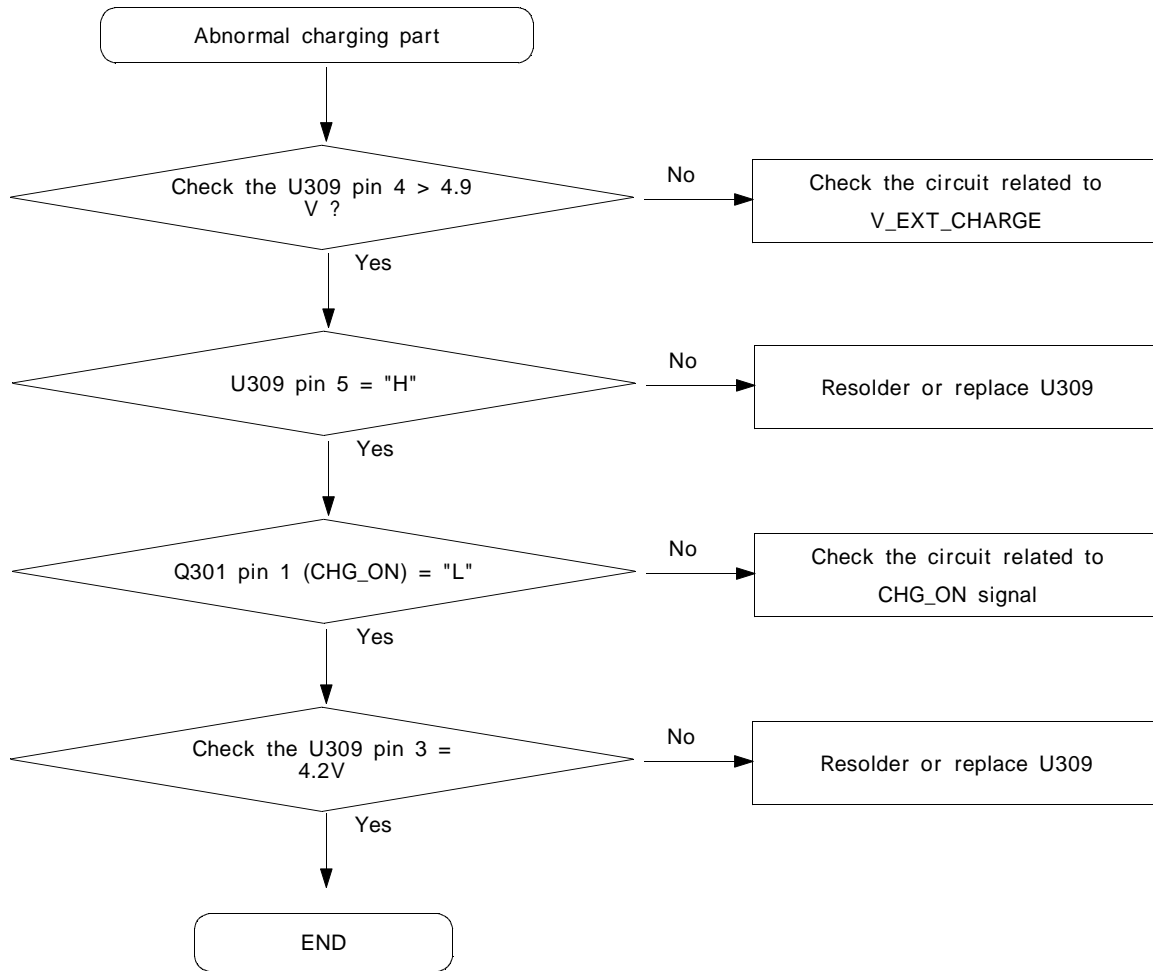 Abnormal charging part
Check the U309 pin 4 > 4.9
V ?
No
Check the circuit related to
V_EXT_CHARGE
Yes
U309 pin 5 = "H"
No
Resolder or replace U309
Yes
Q301 pin 1 (CHG_ON) = "L"
No
Check the circuit related to
CHG_ON signal
Yes
Check the U309 pin 3 =
4.2V
No
Resolder or replace U309
Yes
END